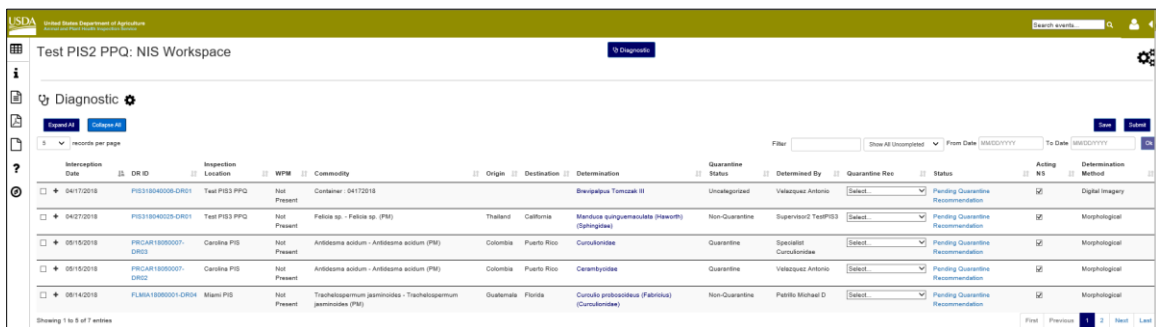 USDA United States Department of Agriculture
Animal and Plant Health Inspection Service
Search events...
Test PIS2 PPQ: NIS Workspace
Diagnostic
Diagnostic
Expand All Collapse All Save Submit
5 records per page Filter Show All Uncompleted From Date MM/DD/YYYY To Date MM/DD/YYYY Ok
Interception Inspection Quarantine Acting Determination
Date DR ID Location WPM Commodity Origin Destination Determination Status Determined By Quarantine Rec Status NS Method
04/17/2018 PIS318040006-DR01 Test PIS3 PPQ Not Container : 04172018 Brevipalpus Tomczak III Uncategorized Velazquez Antonio Select... Pending Quarantine Digital Imagery
Present Recommendation
04/27/2018 PIS318040025-DR01 Test PIS3 PPQ Not Felicia sp. - Felicia sp. (PM) Thailand California Manduca quinquemaculata (Haworth) Non-Quarantine Supervisor2 TestPIS3 Select... Pending Quarantine Morphological
Present (Sphingidae) Recommendation
05/15/2018 PRCAR18050007- Carolina PIS Not Antidesma acidum - Antidesma acidum (PM) Colombia Puerto Rico Curculionidae Quarantine Specialist Select... Pending Quarantine Morphological
DR03 Present Curculionidae Recommendation
05/15/2018 PRCAR18050007- Carolina PIS Not Antidesma acidum - Antidesma acidum (PM) Colombia Puerto Rico Cerambycidae Quarantine Velazquez Antonio Select... Pending Quarantine Morphological
DR02 Present Recommendation
08/14/2018 FLMIA18060001-DR04 Miami PIS Not Trachelospermum jasminoides - Trachelospermum Guatemala Florida Curculio proboscideus (Fabricius) Non-Quarantine Petrillo Michael D Select... Pending Quarantine Morphological
Present jasminoides (PM) (Curculionidae) Recommendation
Showing 1 to 5 of 7 entries First Previous 1 2 Next Last